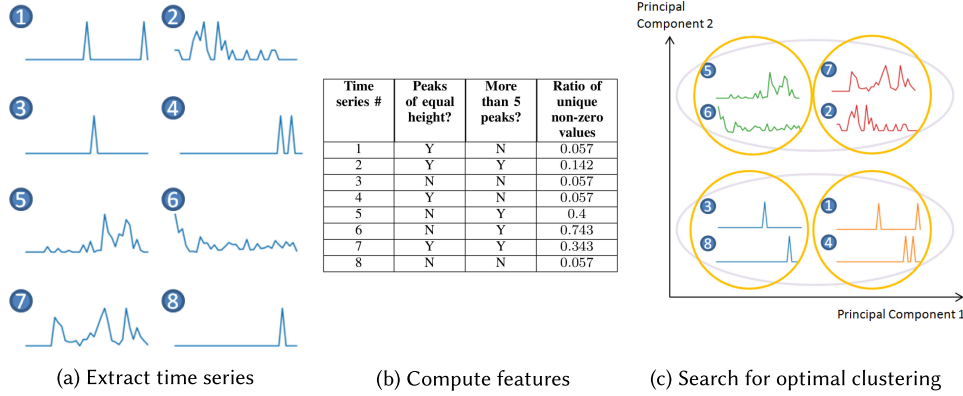 1
2
3
4
5
6
7
8
(a) Extract time series
Time series # Peaks of equal height? More than 5 peaks? Ratio of unique non-zero values
1 Y N 0.057
2 Y Y 0.142
3 N N 0.057
4 Y N 0.057
5 N Y 0.4
6 N Y 0.743
7 Y Y 0.343
8 N N 0.057
(b) Compute features
Principal
Component 2
5
7
6
2
3
1
8
4
Principal Component 1
(c) Search for optimal clustering